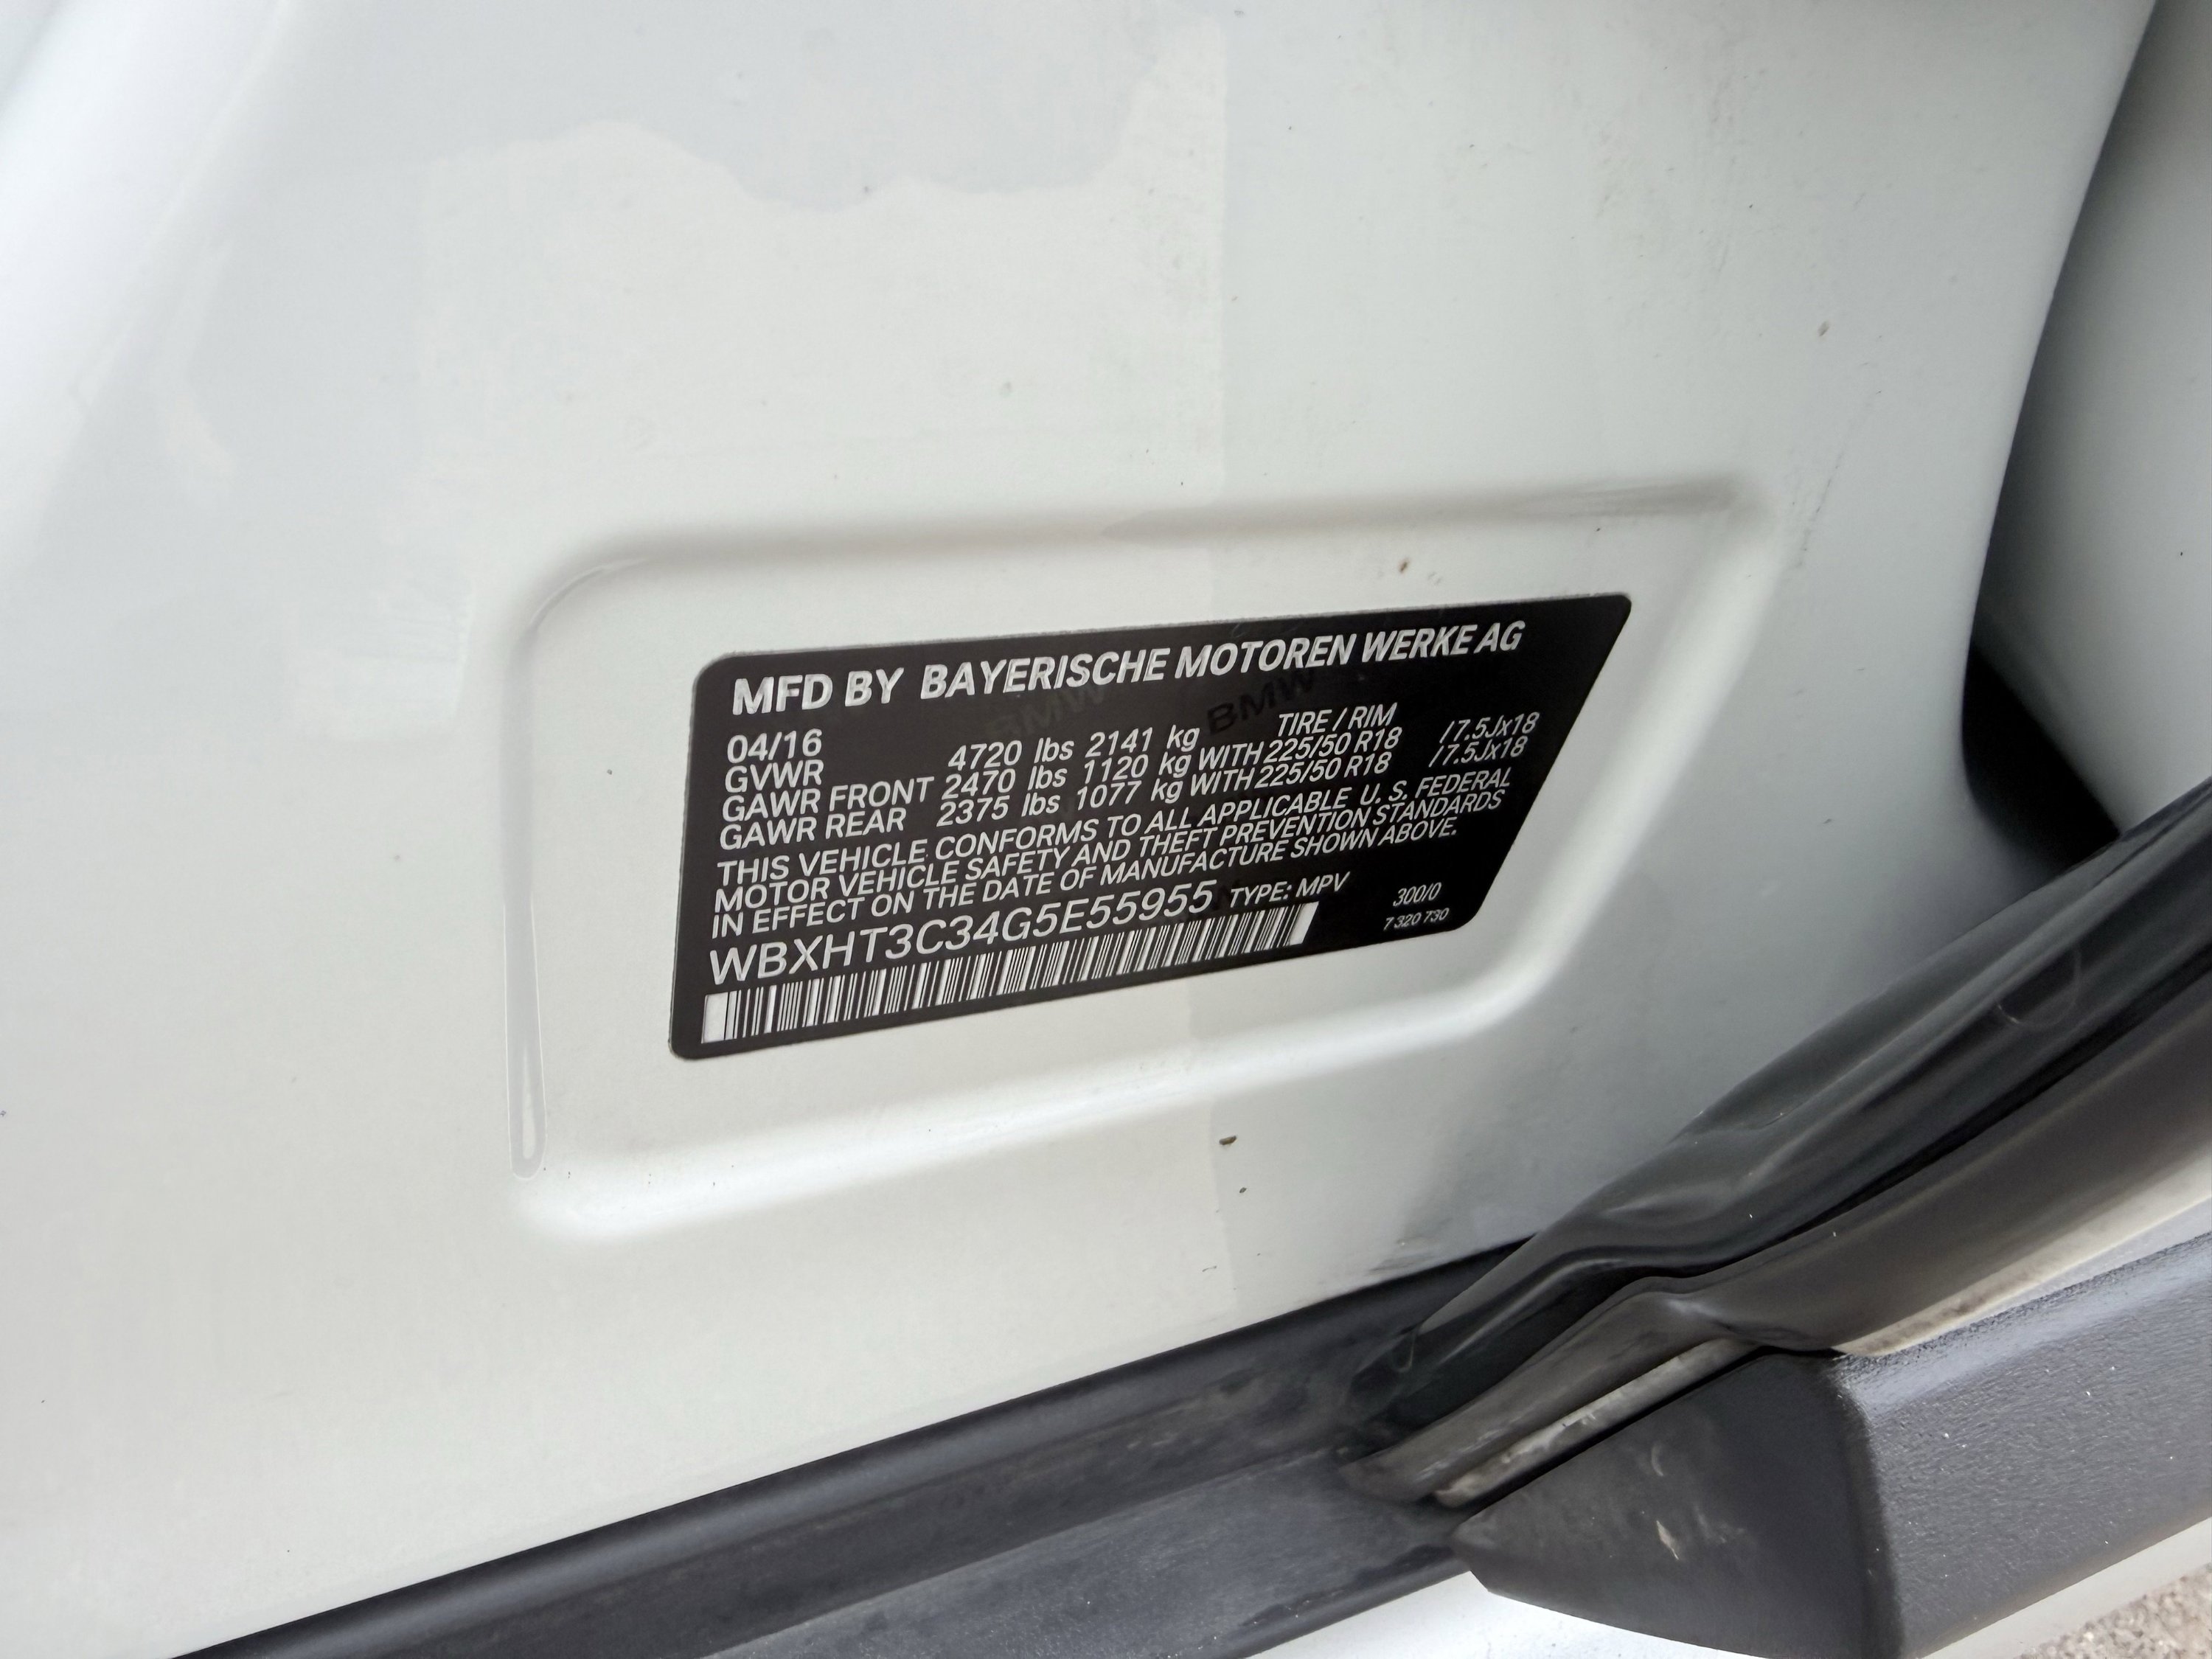 MFD BY BAYERISCHE MOTOREN WERKE AG
04/16 TIRE / RIM
GVWR 4720 lbs 2141 kg
GAWR FRONT 2470 lbs 1120 kg WITH 225/50 R18 /7.5Jx18
GAWR REAR 2375 lbs 1077 kg WITH 225/50 R18 /7.5Jx18
THIS VEHICLE CONFORMS TO ALL APPLICABLE U. S. FEDERAL
MOTOR VEHICLE SAFETY AND THEFT PREVENTION STANDARDS
IN EFFECT ON THE DATE OF MANUFACTURE SHOWN ABOVE.
WBXHT3C34G5E55955 TYPE: MPV 300/0
7 320 730
BMW BMW